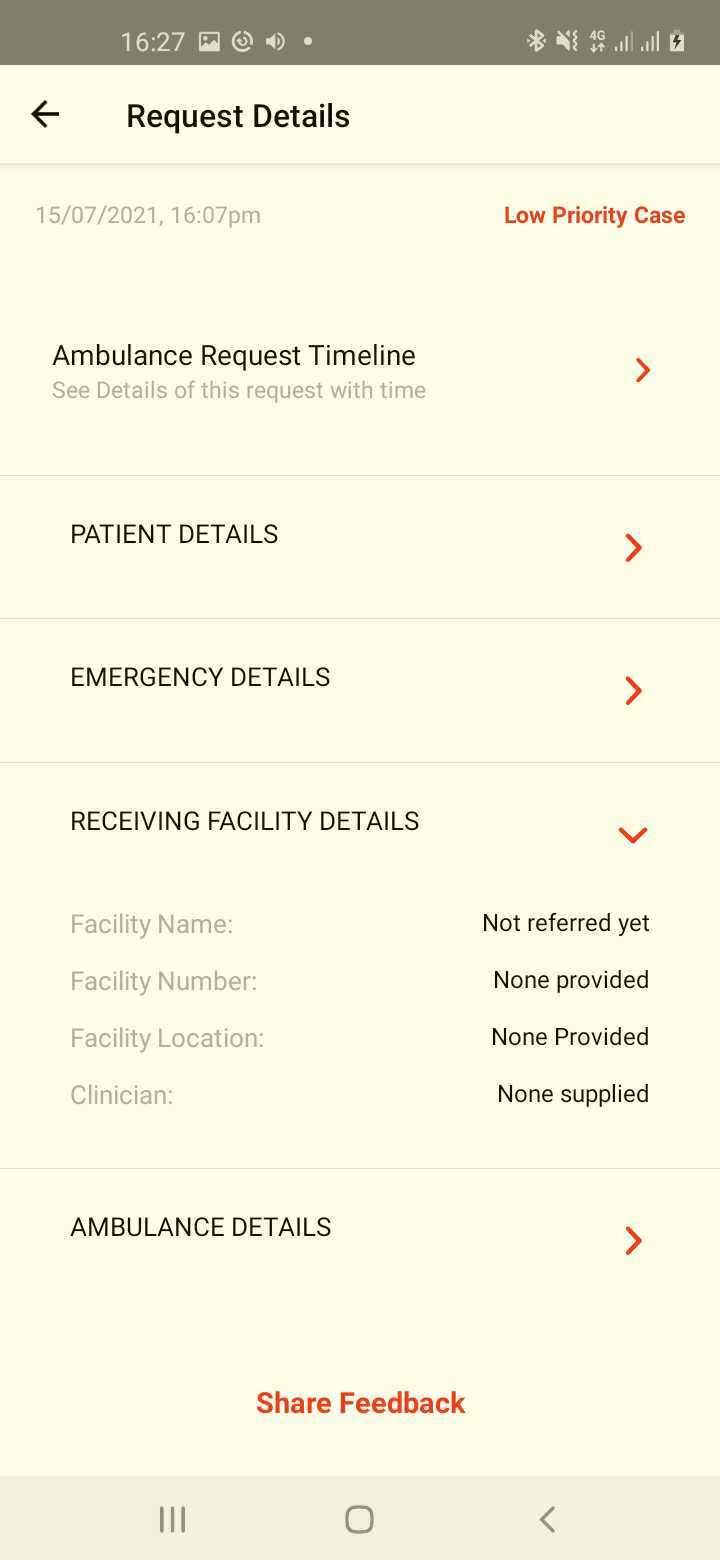 16:27
4G
Request Details
15/07/2021, 16:07pm Low Priority Case
Ambulance Request Timeline
See Details of this request with time
PATIENT DETAILS
EMERGENCY DETAILS
RECEIVING FACILITY DETAILS
Facility Name: Not referred yet
Facility Number: None provided
Facility Location: None Provided
Clinician: None supplied
AMBULANCE DETAILS
Share Feedback